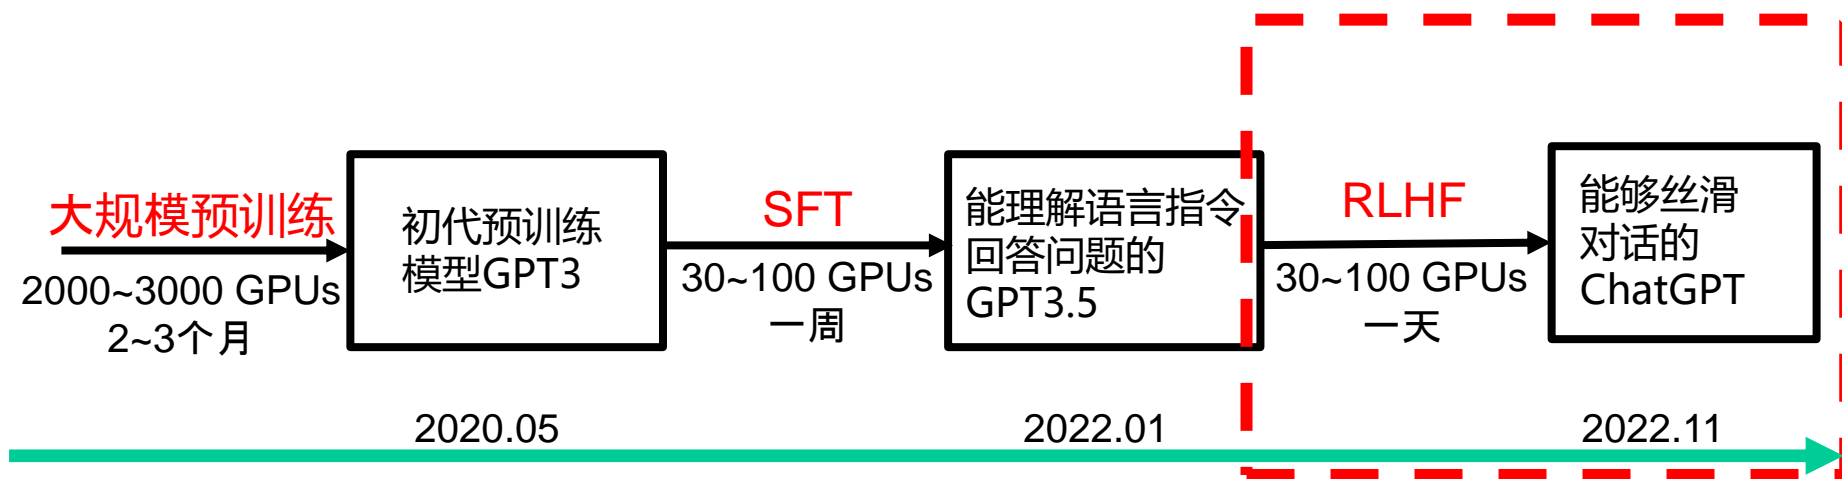 大规模预训练
2000~3000 GPUs
2~3个月
初代预训练
模型GPT3
SFT
30~100 GPUs
一周
能理解语言指令
回答问题的
GPT3.5
RLHF
30~100 GPUs
一天
能够丝滑
对话的
ChatGPT
2020.05
2022.01
2022.11